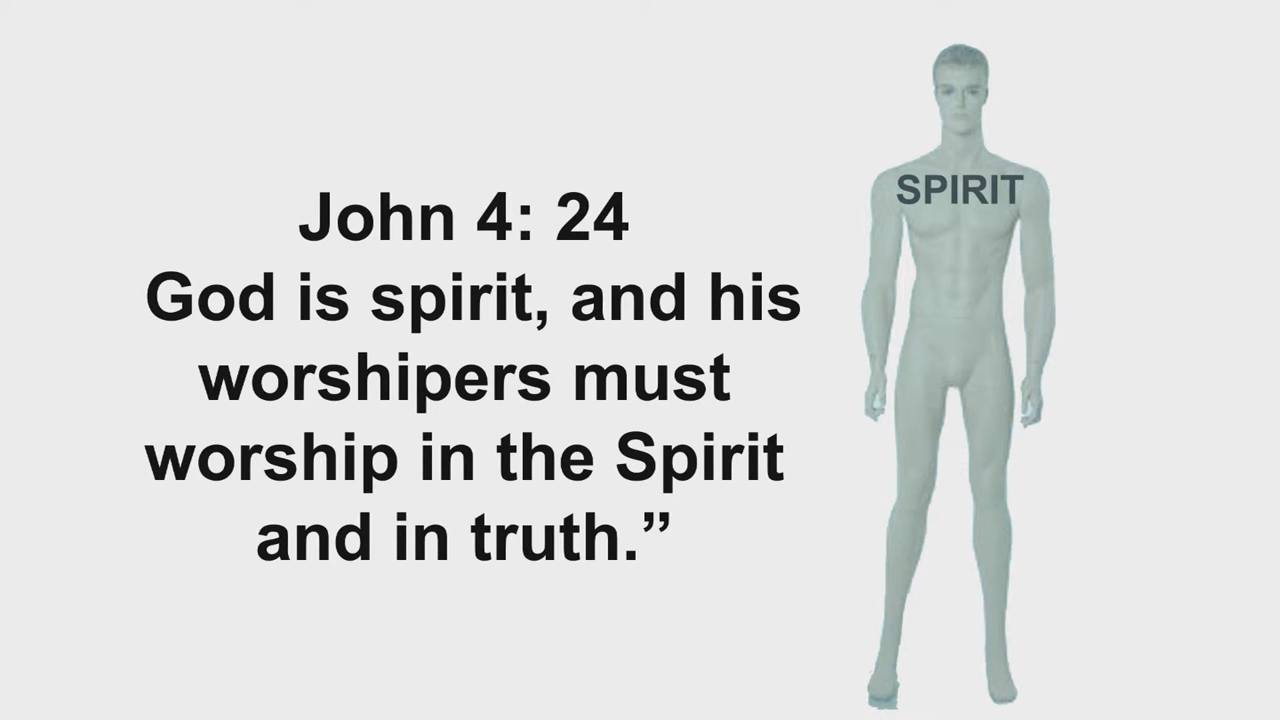 John 4: 24
God is spirit, and his
worshipers must
worship in the Spirit
and in truth.”
SPIRIT